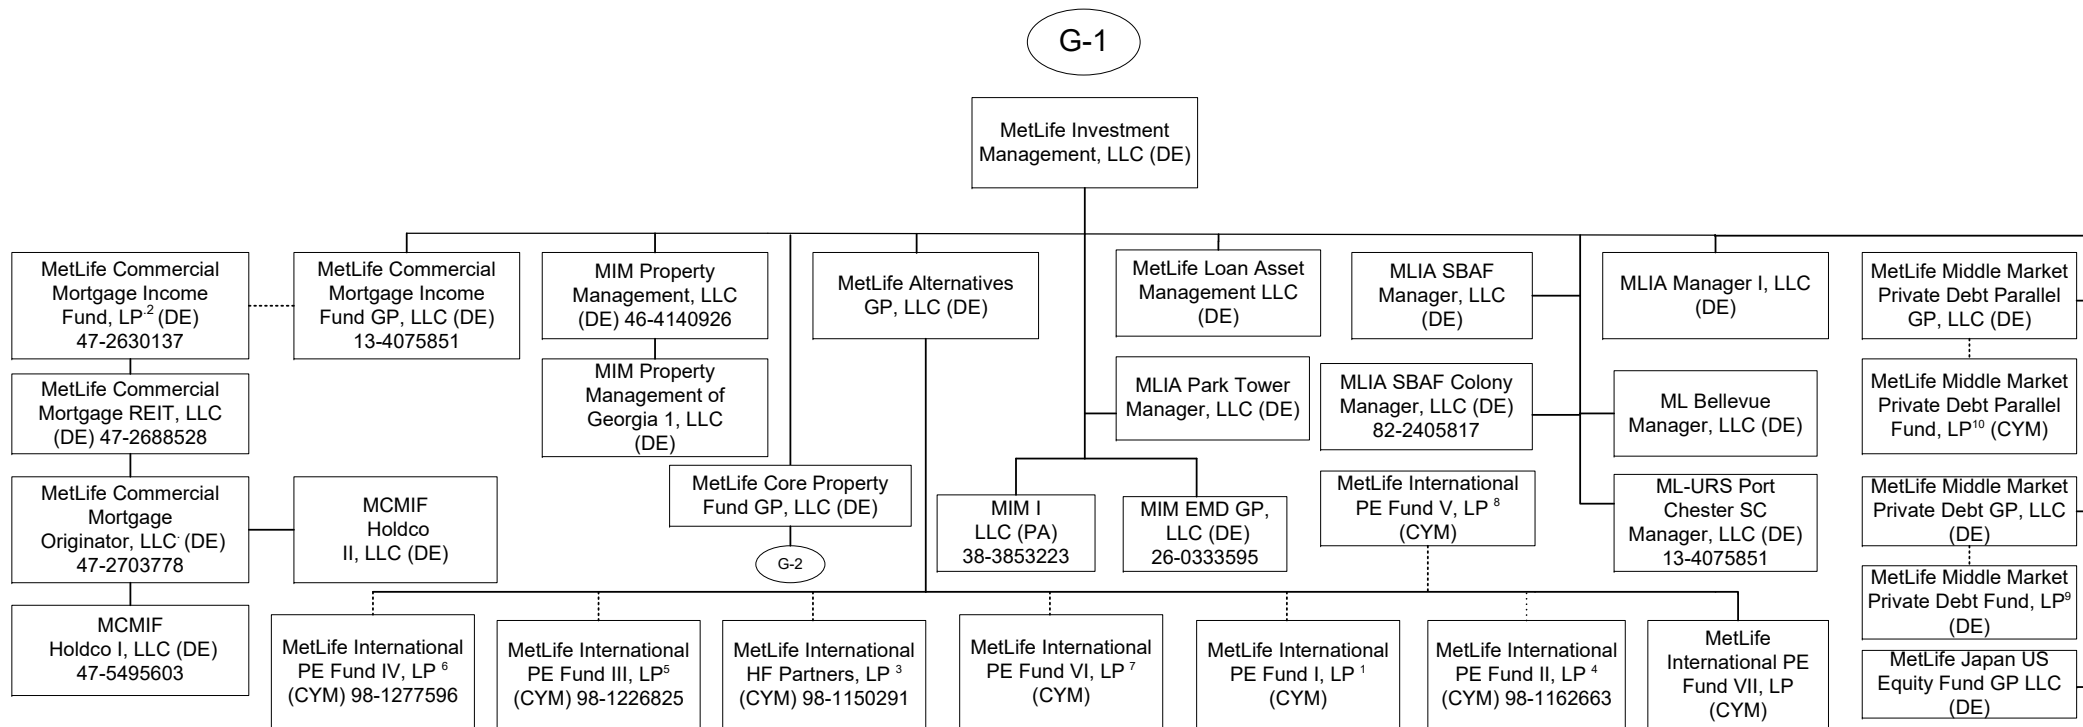 G-1
MetLife Investment
Management, LLC (DE)
MetLife Commercial
Mortgage Income
Fund, LP.² (DE)
47-2630137
MetLife Commercial
Mortgage Income
Fund GP, LLC (DE)
13-4075851
MIM Property
Management, LLC
(DE) 46-4140926
MetLife Alternatives
GP, LLC (DE)
MetLife Loan Asset
Management LLC
(DE)
MLIA SBAF
Manager, LLC
(DE)
MLIA Manager I, LLC
(DE)
MetLife Middle Market
Private Debt Parallel
GP, LLC (DE)
MetLife Commercial
Mortgage REIT, LLC
(DE) 47-2688528
MIM Property
Management of
Georgia 1, LLC
(DE)
MLIA Park Tower
Manager, LLC (DE)
MLIA SBAF Colony
Manager, LLC (DE)
82-2405817
ML Bellevue
Manager, LLC (DE)
MetLife Middle Market
Private Debt Parallel
Fund, LP¹⁰ (CYM)
MetLife Commercial
Mortgage
Originator, LLC. (DE)
47-2703778
MCMIF
Holdco
II, LLC (DE)
MetLife Core Property
Fund GP, LLC (DE)
G-2
MIM I
LLC (PA)
38-3853223
MIM EMD GP,
LLC (DE)
26-0333595
MetLife International
PE Fund V, LP ⁸
(CYM)
ML-URS Port
Chester SC
Manager, LLC (DE)
13-4075851
MetLife Middle Market
Private Debt GP, LLC
(DE)
MetLife Middle Market
Private Debt Fund, LP⁹
(DE)
MCMIF
Holdco I, LLC (DE)
47-5495603
MetLife International
PE Fund IV, LP ⁶
(CYM) 98-1277596
MetLife International
PE Fund III, LP⁵
(CYM) 98-1226825
MetLife International
HF Partners, LP ³
(CYM) 98-1150291
MetLife International
PE Fund VI, LP ⁷
(CYM)
MetLife International
PE Fund I, LP ¹
(CYM)
MetLife International
PE Fund II, LP ⁴
(CYM) 98-1162663
MetLife
International PE
Fund VII, LP
(CYM)
MetLife Japan US
Equity Fund GP LLC
(DE)